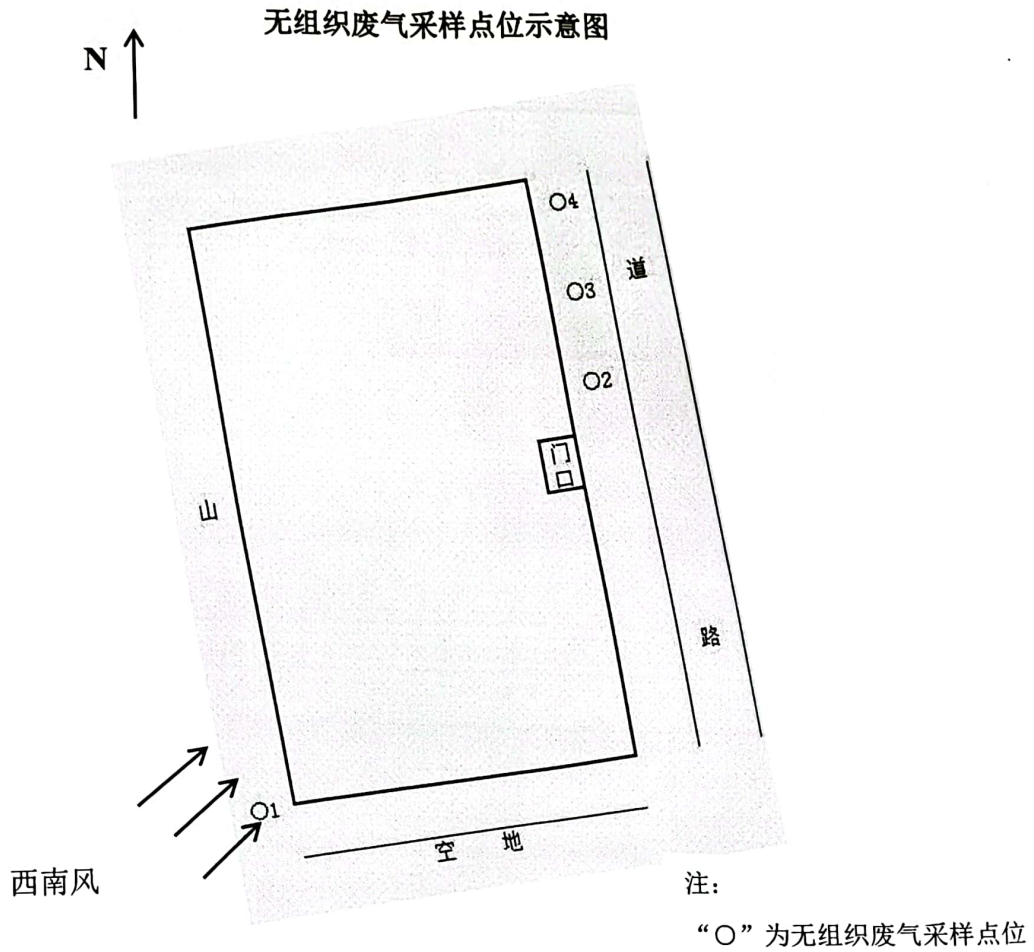 无组织废气采样点位示意图
N
○4
道
○3
○2
门
口
山
路
○1
空 地
西南风
注：
“○”为无组织废气采样点位